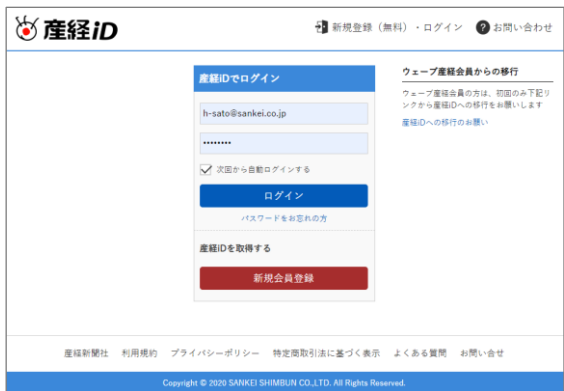 産経iD
新規登録（無料）・ログイン
? お問い合わせ
産経iDでログイン
h-sato@sankei.co.jp
••••••••
次回から自動ログインする
ログイン
パスワードをお忘れの方
産経iDを取得する
新規会員登録
ウェーブ産経会員からの移行
ウェーブ産経会員の方は、初回のみ下記リ
ンクから産経iDへの移行をお願いします
産経iDへの移行のお願い
産経新聞社 利用規約 プライバシーポリシー 特定商取引法に基づく表示 よくある質問 お問い合せ
Copyright © 2020 SANKEI SHIMBUN CO.,LTD. All Rights Reserved.